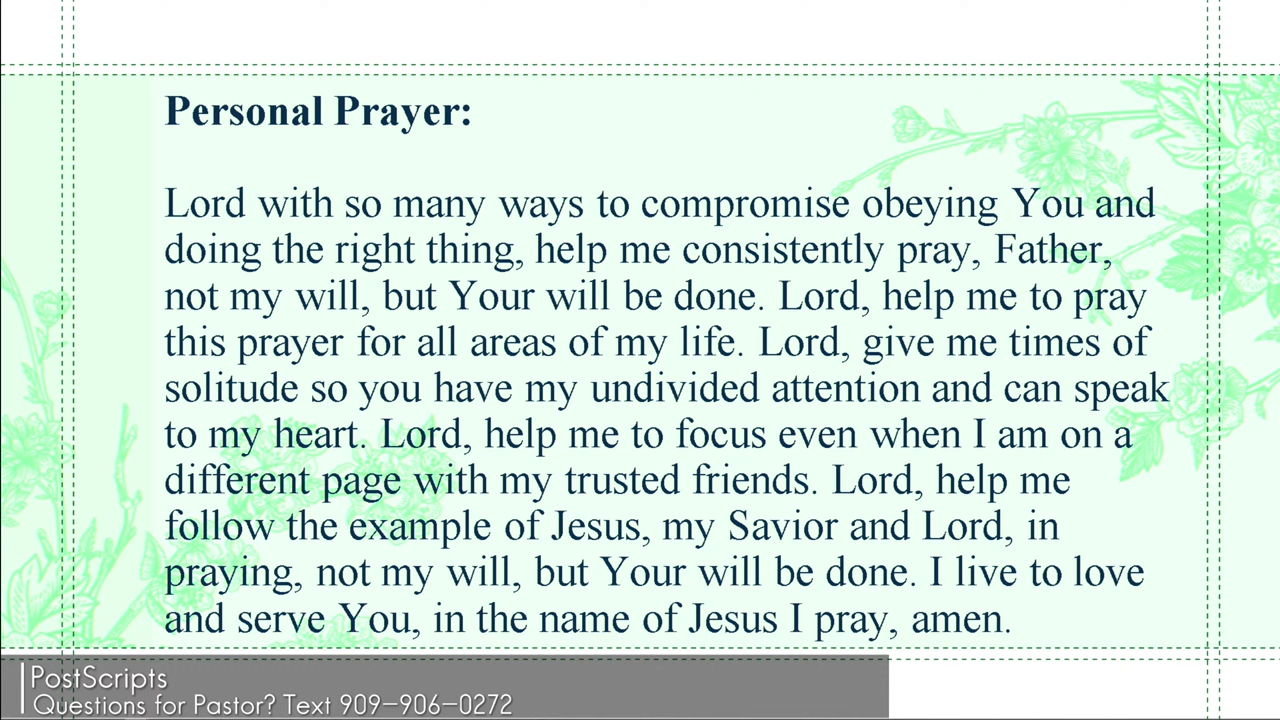 Personal Prayer:
Lord with so many ways to compromise obeying You and
doing the right thing, help me consistently pray, Father,
not my will, but Your will be done. Lord, help me to pray
this prayer for all areas of my life. Lord, give me times of
solitude so you have my undivided attention and can speak
to my heart. Lord, help me to focus even when I am on a
different page with my trusted friends. Lord, help me
follow the example of Jesus, my Savior and Lord, in
praying, not my will, but Your will be done. I live to love
and serve You, in the name of Jesus I pray, amen.
PostScripts
Questions for Pastor? Text 909-906-0272